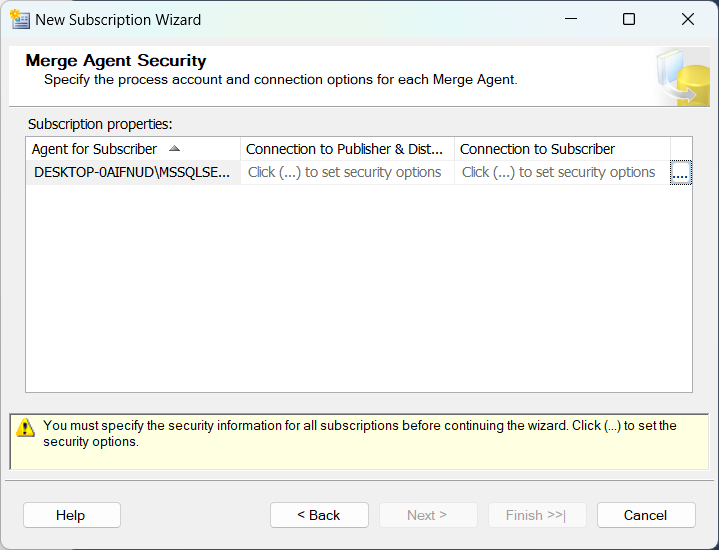 New Subscription Wizard
Merge Agent Security
Specify the process account and connection options for each Merge Agent.
Subscription properties:
Agent for Subscriber Connection to Publisher & Dist... Connection to Subscriber
DESKTOP-0AIFNUD\MSSQLSE... Click (...) to set security options Click (...) to set security options ....
You must specify the security information for all subscriptions before continuing the wizard. Click (...) to set the
security options.
Help < Back Next > Finish >>| Cancel